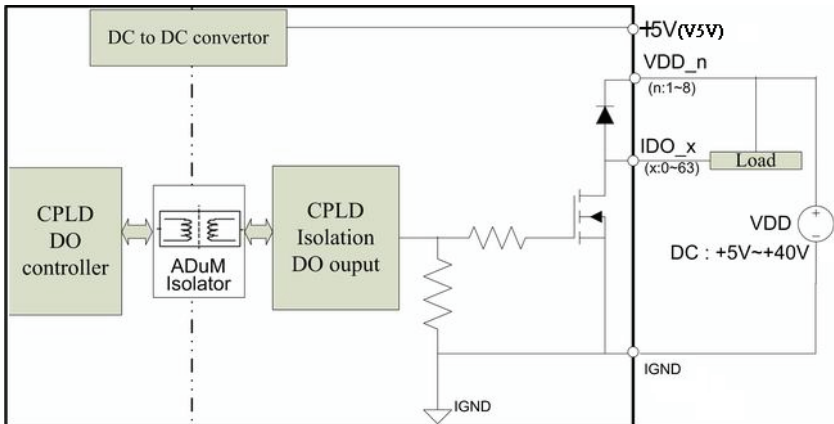 DC to DC convertor
+5V(V5V)
VDD_n
(n:1~8)
IDO_x
(x:0~63)
Load
CPLD
DO
controller
ADuM
Isolator
CPLD
Isolation
DO ouput
VDD
DC : +5V~+40V
IGND
IGND